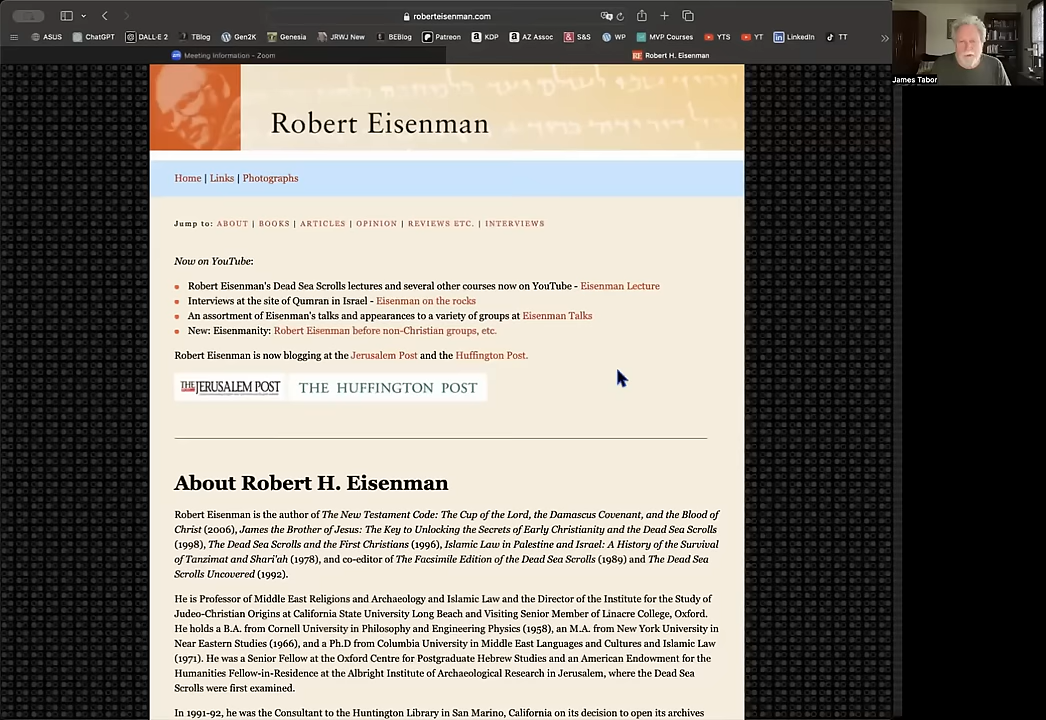 roberteisenman.com
ASUS ChatGPT DALL-E 2 TBlog Gen2K Genesia JRWJ New BEBlog Patreon KDP AZ Assoc S&S WP MVP Courses YTS YT LinkedIn TT
Meeting Information - Zoom
RE Robert H. Eisenman
James Tabor
Robert Eisenman
Home | Links | Photographs
Jump to: ABOUT | BOOKS | ARTICLES | OPINION | REVIEWS ETC. | INTERVIEWS
Now on YouTube:
Robert Eisenman's Dead Sea Scrolls lectures and several other courses now on YouTube - Eisenman Lecture
Interviews at the site of Qumran in Israel - Eisenman on the rocks
An assortment of Eisenman's talks and appearances to a variety of groups at Eisenman Talks
New: Eisenmanity: Robert Eisenman before non-Christian groups, etc.
Robert Eisenman is now blogging at the Jerusalem Post and the Huffington Post.
THE JERUSALEM POST THE HUFFINGTON POST
About Robert H. Eisenman
Robert Eisenman is the author of The New Testament Code: The Cup of the Lord, the Damascus Covenant, and the Blood of
Christ (2006), James the Brother of Jesus: The Key to Unlocking the Secrets of Early Christianity and the Dead Sea Scrolls
(1998), The Dead Sea Scrolls and the First Christians (1996), Islamic Law in Palestine and Israel: A History of the Survival
of Tanzimat and Shari'ah (1978), and co-editor of The Facsimile Edition of the Dead Sea Scrolls (1989) and The Dead Sea
Scrolls Uncovered (1992).
He is Professor of Middle East Religions and Archaeology and Islamic Law and the Director of the Institute for the Study of
Judeo-Christian Origins at California State University Long Beach and Visiting Senior Member of Linacre College, Oxford.
He holds a B.A. from Cornell University in Philosophy and Engineering Physics (1958), an M.A. from New York University in
Near Eastern Studies (1966), and a Ph.D from Columbia University in Middle East Languages and Cultures and Islamic Law
(1971). He was a Senior Fellow at the Oxford Centre for Postgraduate Hebrew Studies and an American Endowment for the
Humanities Fellow-in-Residence at the Albright Institute of Archaeological Research in Jerusalem, where the Dead Sea
Scrolls were first examined.
In 1991-92, he was the Consultant to the Huntington Library in San Marino, California on its decision to open its archives